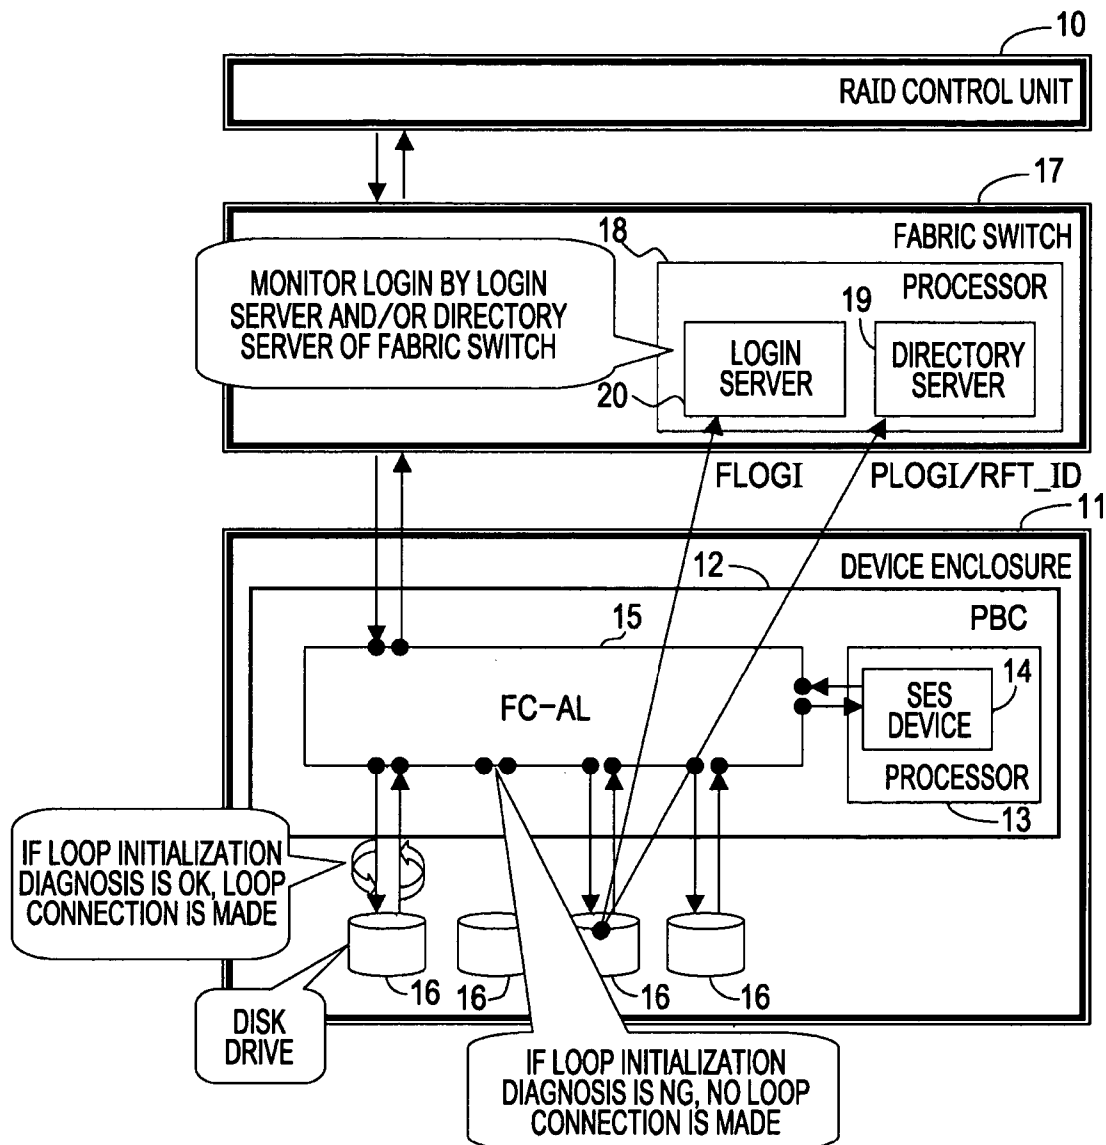 10
RAID CONTROL UNIT
17
FABRIC SWITCH
18
PROCESSOR
MONITOR LOGIN BY LOGIN
SERVER AND/OR DIRECTORY
SERVER OF FABRIC SWITCH
19
LOGIN
SERVER
DIRECTORY
SERVER
20
FLOGI
PLOGI/RFT_ID
11
DEVICE ENCLOSURE
12
PBC
15
FC-AL
14
SES
DEVICE
PROCESSOR
13
IF LOOP INITIALIZATION
DIAGNOSIS IS OK, LOOP
CONNECTION IS MADE
16
16
16
16
DISK
DRIVE
IF LOOP INITIALIZATION
DIAGNOSIS IS NG, NO LOOP
CONNECTION IS MADE